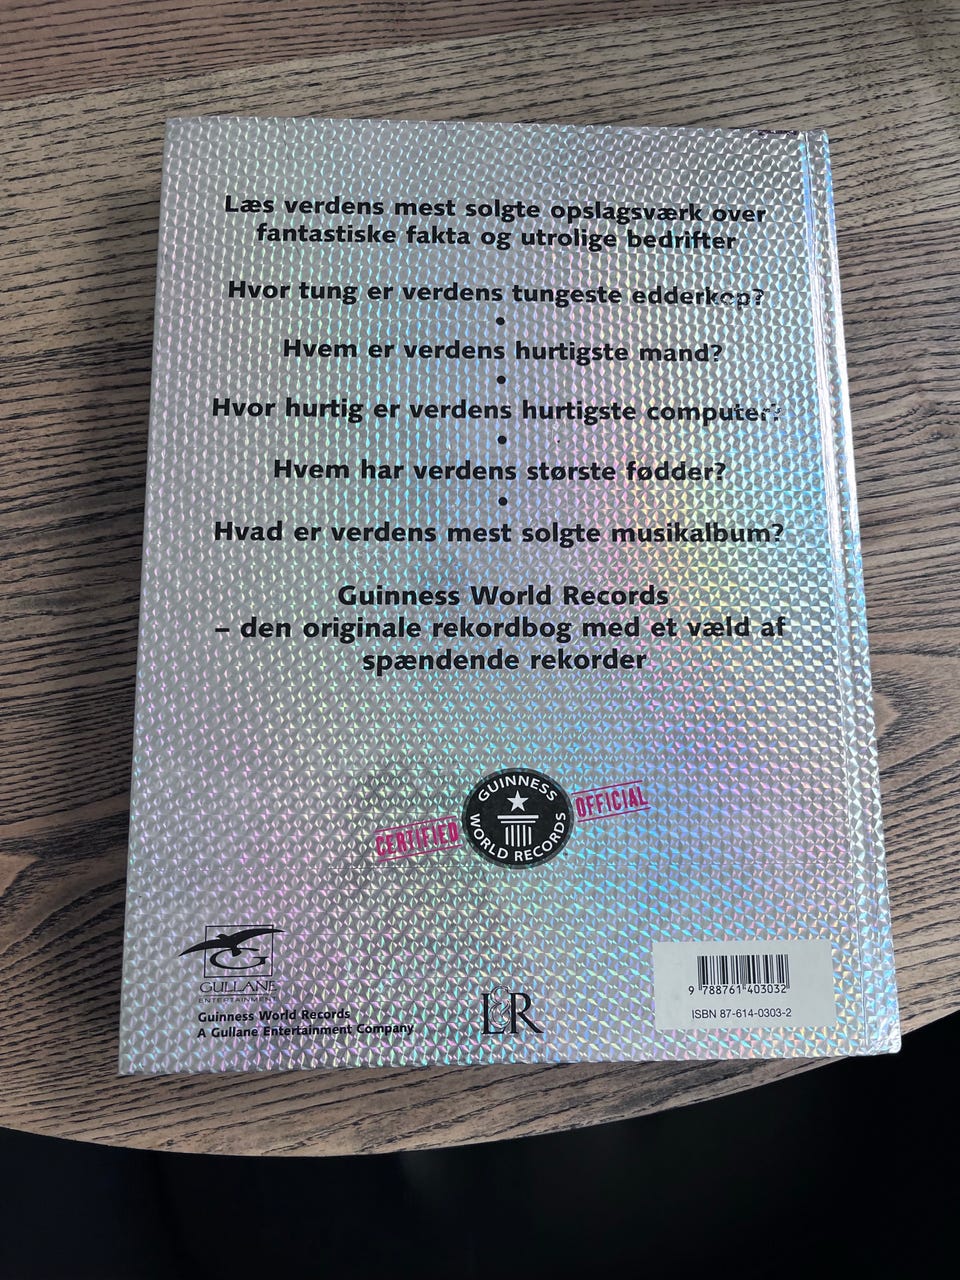 Læs verdens mest solgte opslagsværk over
fantastiske fakta og utrolige bedrifter
Hvor tung er verdens tungeste edderkop?
•
Hvem er verdens hurtigste mand?
•
Hvor hurtig er verdens hurtigste computer?
•
Hvem har verdens største fødder?
•
Hvad er verdens mest solgte musikalbum?
Guinness World Records
– den originale rekordbog med et væld af
spændende rekorder
CERTIFIED
GUINNESS
WORLD RECORDS
OFFICIAL
G
GULLANE
ENTERTAINMENT
Guinness World Records
A Gullane Entertainment Company
L&R
9 788761 403032
ISBN 87-614-0303-2